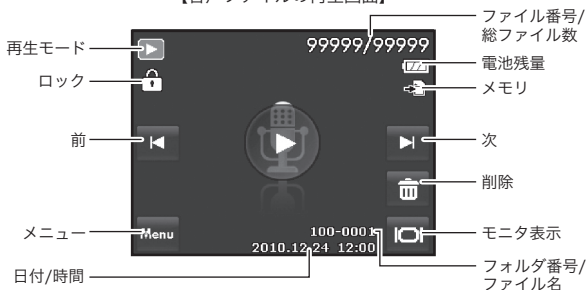 【音声ファイルの再生画面】
ファイル番号/
総ファイル数
再生モード
99999/99999
電池残量
ロック
メモリ
前
次
削除
メニュー
Menu
100-0001
モニタ表示
2010.12.24 12:00
日付/時間
フォルダ番号/
ファイル名